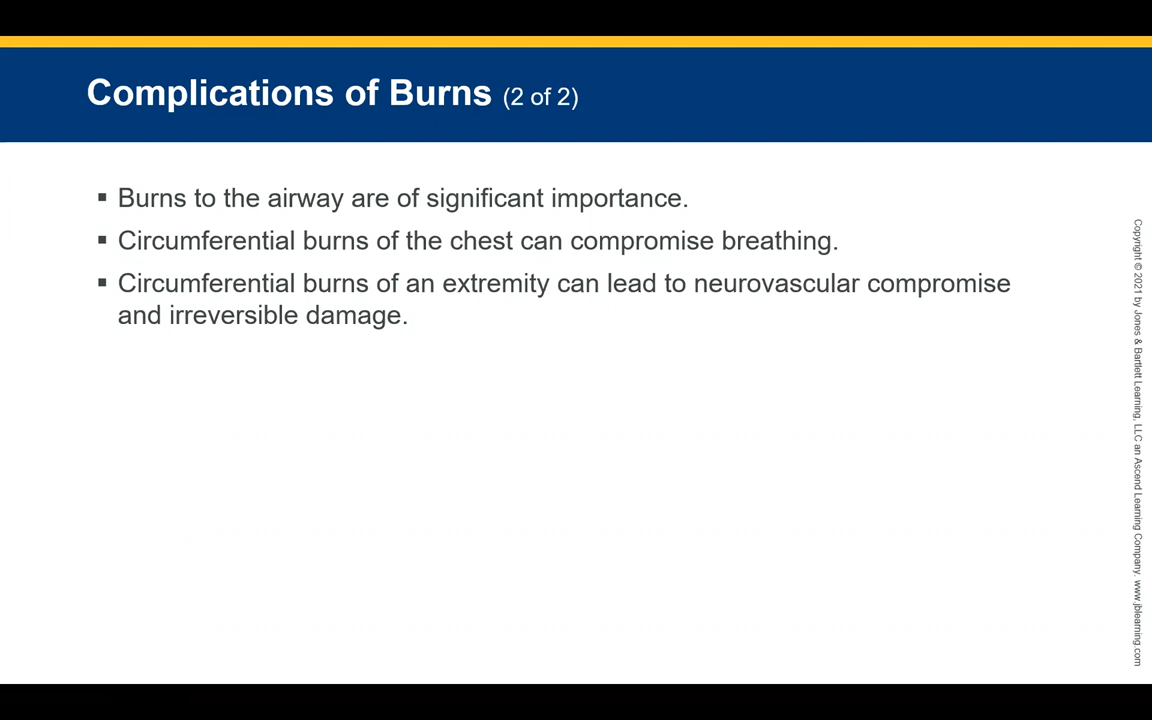 Complications of Burns (2 of 2)
▪ Burns to the airway are of significant importance.
▪ Circumferential burns of the chest can compromise breathing.
▪ Circumferential burns of an extremity can lead to neurovascular compromise
and irreversible damage.
Copyright © 2021 by Jones & Bartlett Learning, LLC an Ascend Learning Company. www.jblearning.com